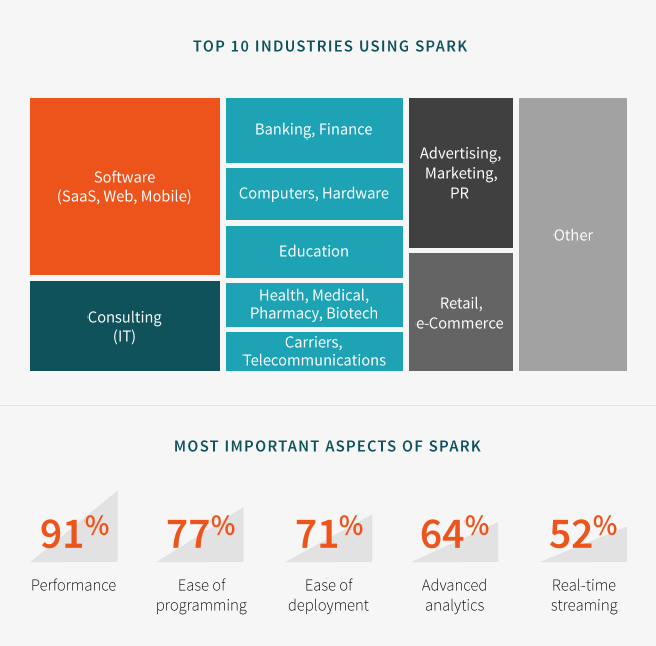 TOP 10 INDUSTRIES USING SPARK
Software
(SaaS, Web, Mobile)
Consulting
(IT)
Banking, Finance
Computers, Hardware
Education
Health, Medical,
Pharmacy, Biotech
Carriers,
Telecommunications
Advertising,
Marketing,
PR
Retail,
e-Commerce
Other
MOST IMPORTANT ASPECTS OF SPARK
91%
Performance
77%
Ease of
programming
71%
Ease of
deployment
64%
Advanced
analytics
52%
Real-time
streaming